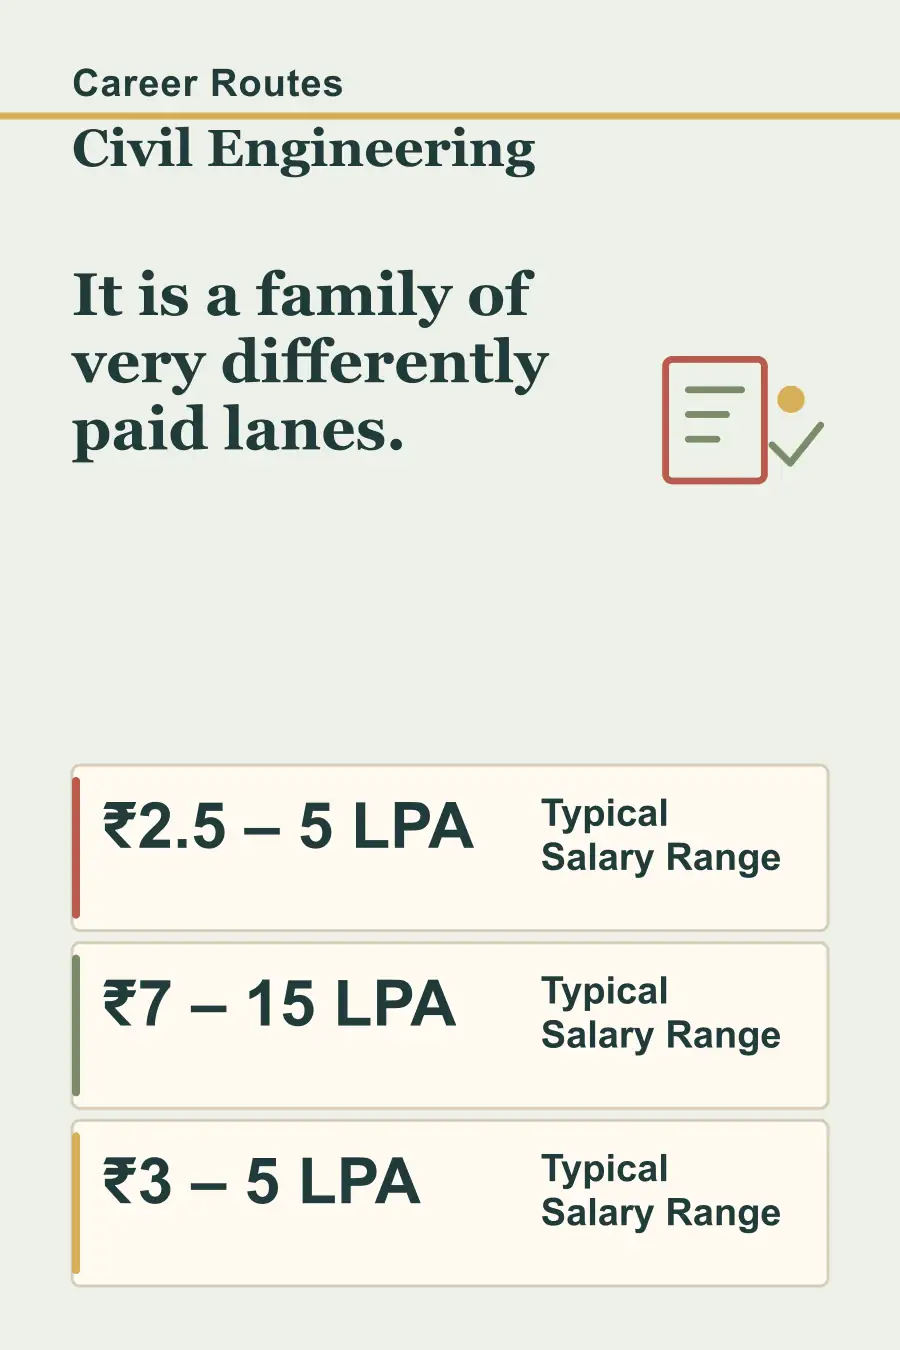 Career Routes
Civil Engineering
It is a family of
very differently
paid lanes.
₹2.5 – 5 LPA
Typical
Salary Range
₹7 – 15 LPA
Typical
Salary Range
₹3 – 5 LPA
Typical
Salary Range